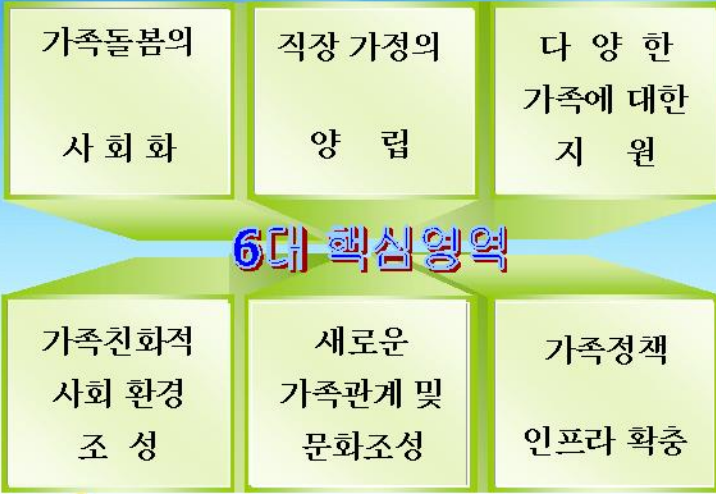 가족돌봄의
사 회 화
직장 가정의
양 립
다 양 한
가족에 대한
지 원
6대 핵심영역
가족친화적
사회 환경
조 성
새로운
가족관계 및
문화조성
가족정책
인프라 확충